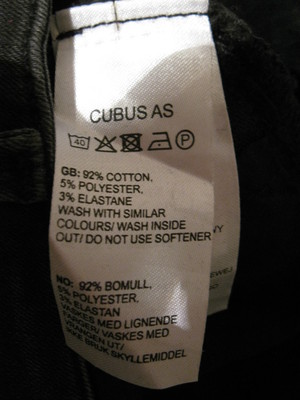 CUBUS AS
40 P
GB: 92% COTTON,
5% POLYESTER,
3% ELASTANE
WASH WITH SIMILAR
COLOURS/ WASH INSIDE
OUT/ DO NOT USE SOFTENER
NO: 92% BOMULL,
5% POLYESTER,
3% ELASTAN
VASKES MED LIGNENDE
FARGER/ VASKES MED
VRANGEN UT/
IKKE BRUK SKYLLEMIDDEL